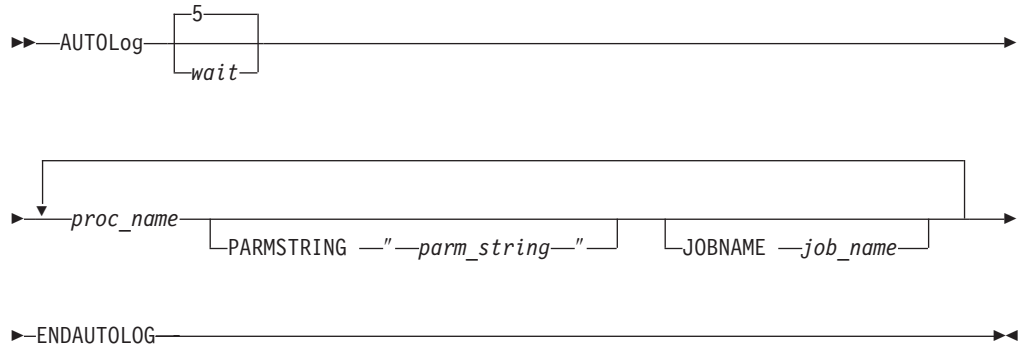 5
AUTOLog
wait
proc_name
PARMSTRING " parm_string " JOBNAME job_name
ENDAUTOLOG